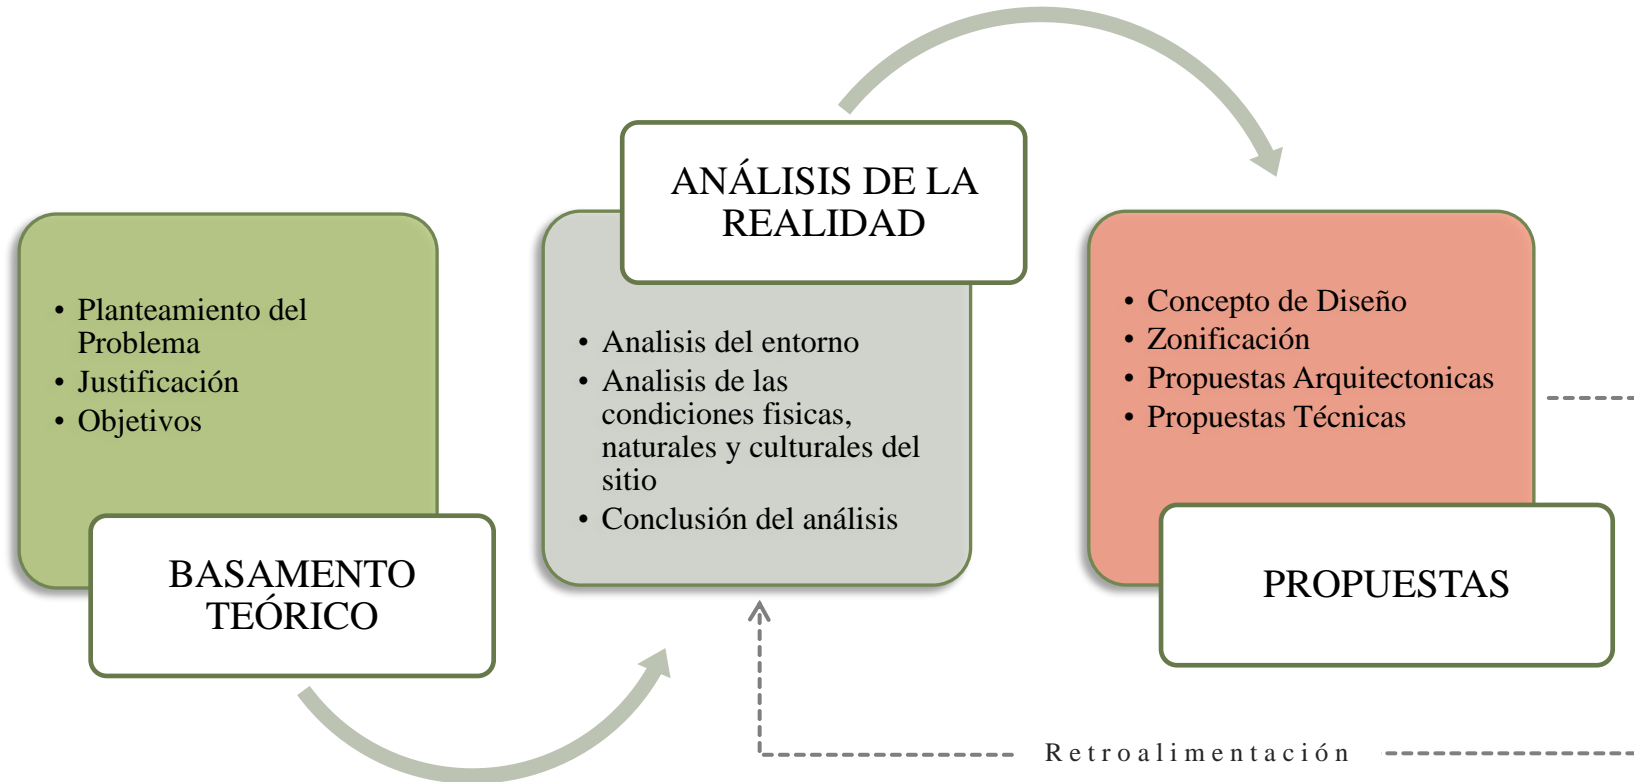 • Planteamiento del
Problema
• Justificación
• Objetivos
BASAMENTO
TEÓRICO
ANÁLISIS DE LA
REALIDAD
• Analisis del entorno
• Analisis de las
condiciones fisicas,
naturales y culturales del
sitio
• Conclusión del análisis
• Concepto de Diseño
• Zonificación
• Propuestas Arquitectonicas
• Propuestas Técnicas
PROPUESTAS
Retroalimentación